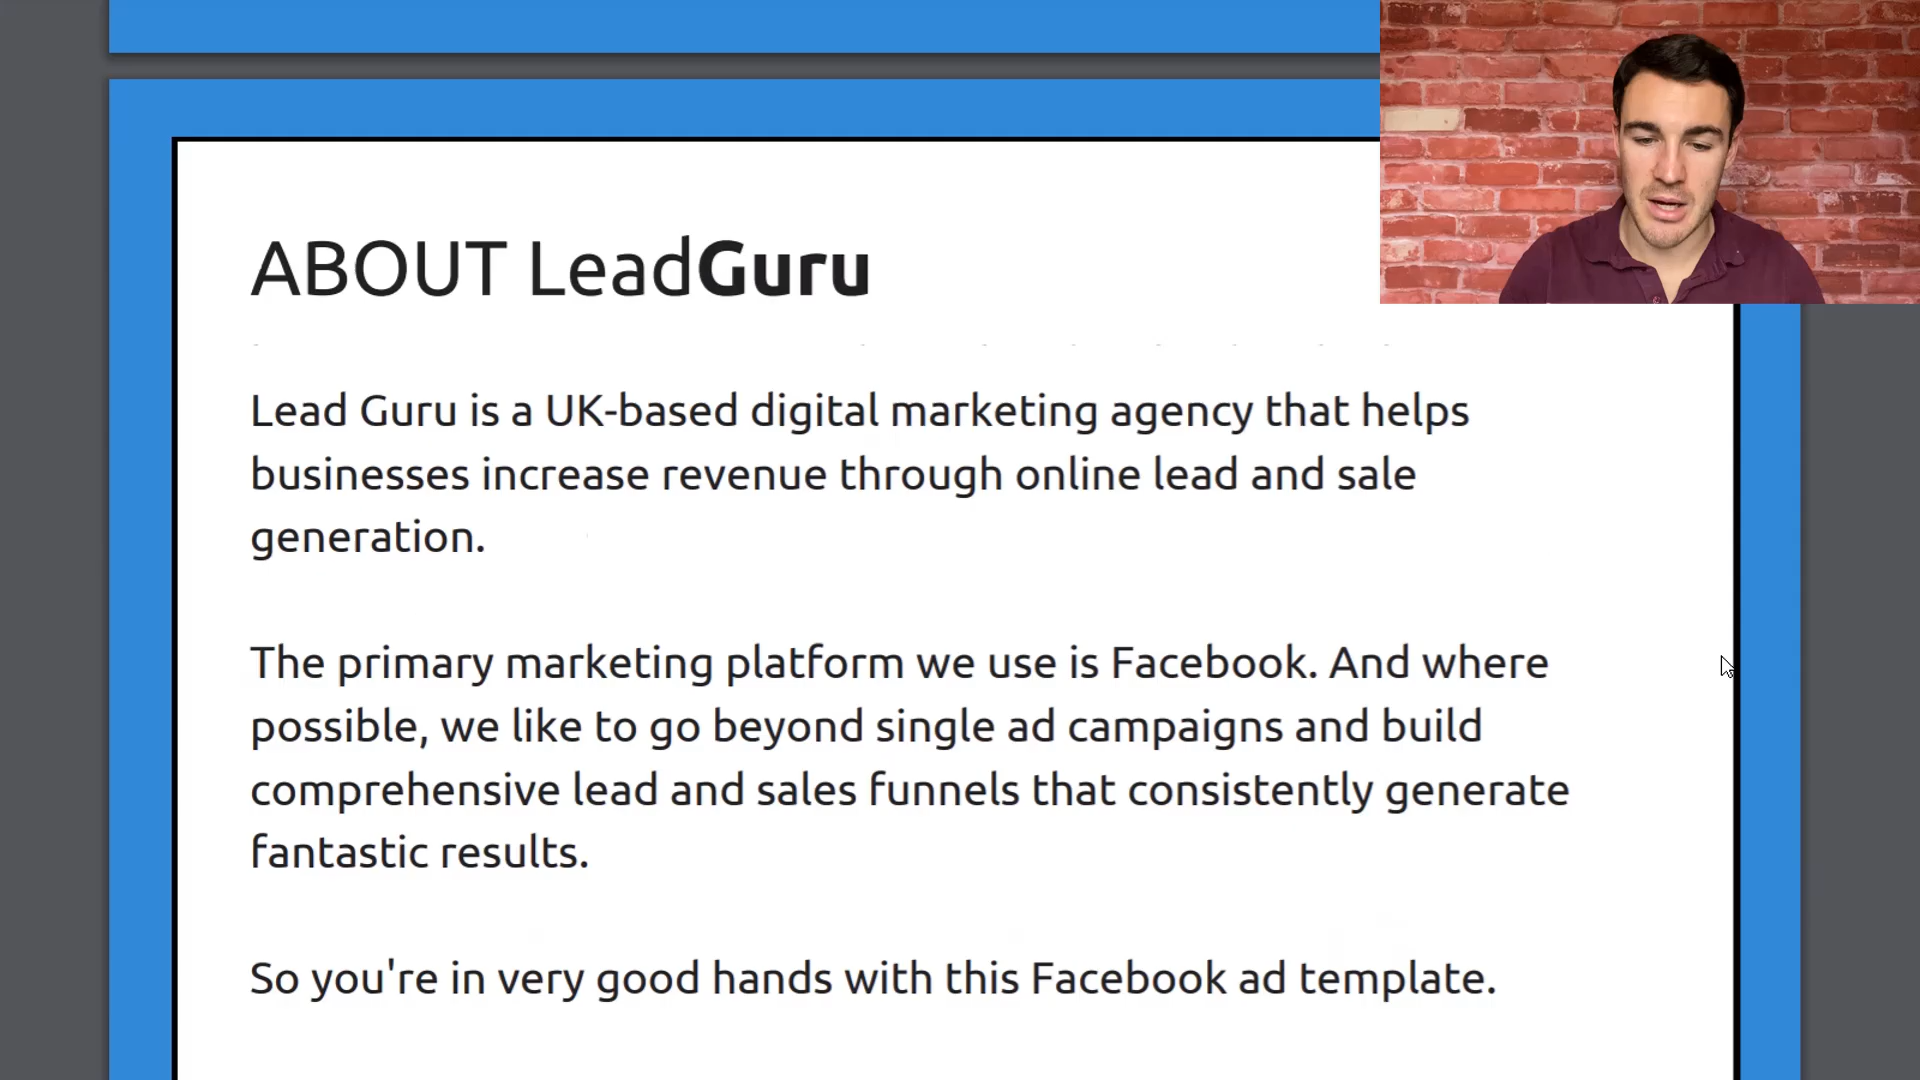 ABOUT LeadGuru
Lead Guru is a UK-based digital marketing agency that helps
businesses increase revenue through online lead and sale
generation.
The primary marketing platform we use is Facebook. And where
possible, we like to go beyond single ad campaigns and build
comprehensive lead and sales funnels that consistently generate
fantastic results.
So you're in very good hands with this Facebook ad template.